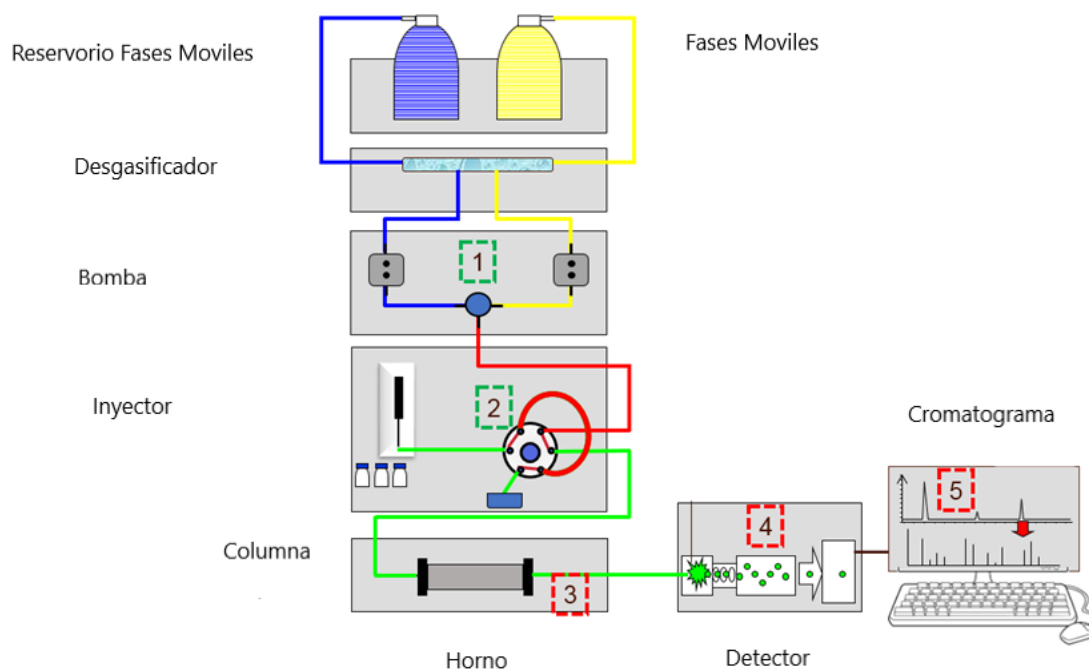 Reservorio Fases Moviles
Fases Moviles
Desgasificador
Bomba
1
Inyector
2
Cromatograma
5
4
Columna
3
Horno
Detector